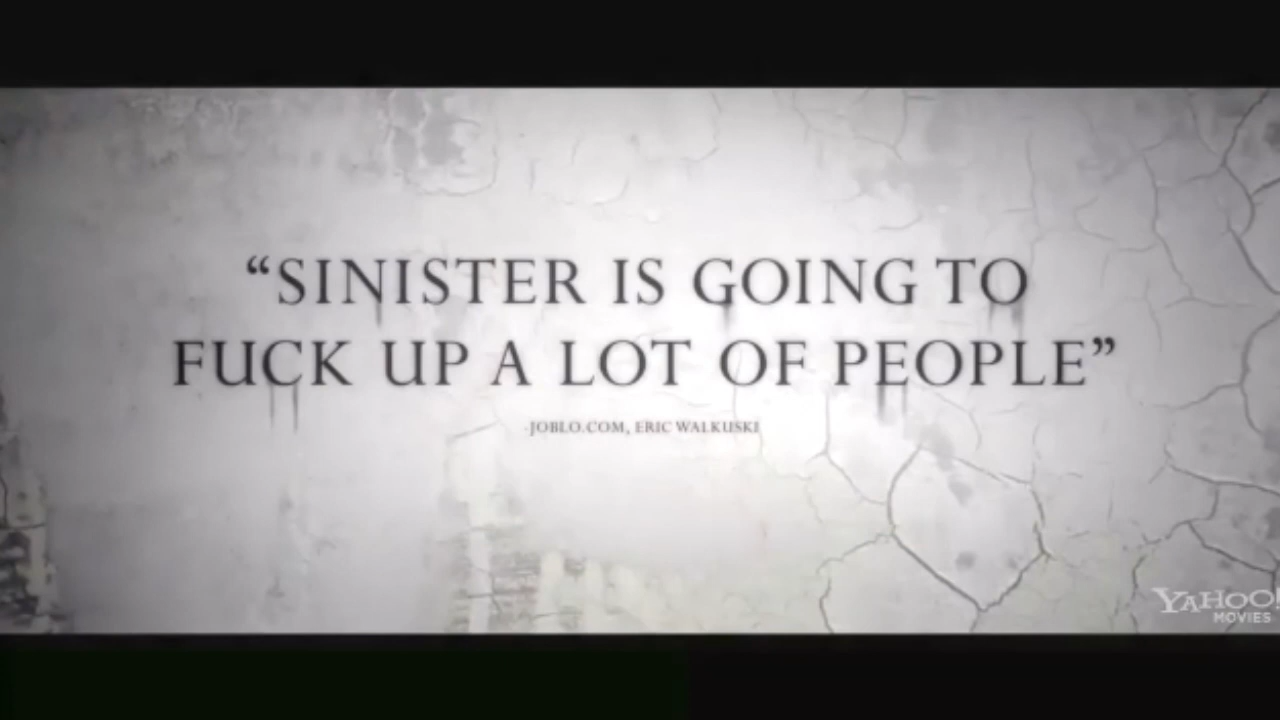 “SINISTER IS GOING TO
FUCK UP A LOT OF PEOPLE”
-JOBLO.COM, ERIC WALKUSKI
YAHOO!
MOVIES